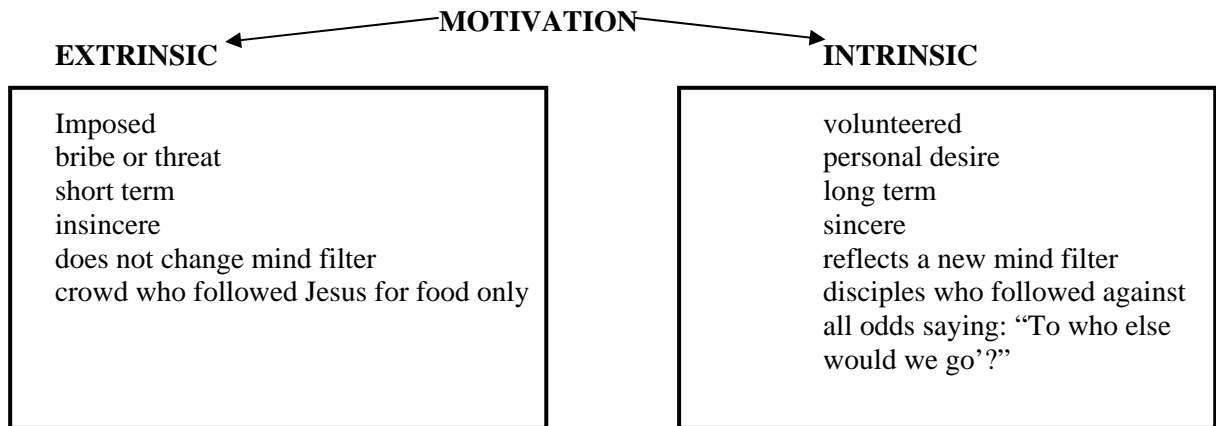 MOTIVATION
EXTRINSIC
Imposed
bribe or threat
short term
insincere
does not change mind filter
crowd who followed Jesus for food only
INTRINSIC
volunteered
personal desire
long term
sincere
reflects a new mind filter
disciples who followed against
all odds saying: “To who else
would we go’?”